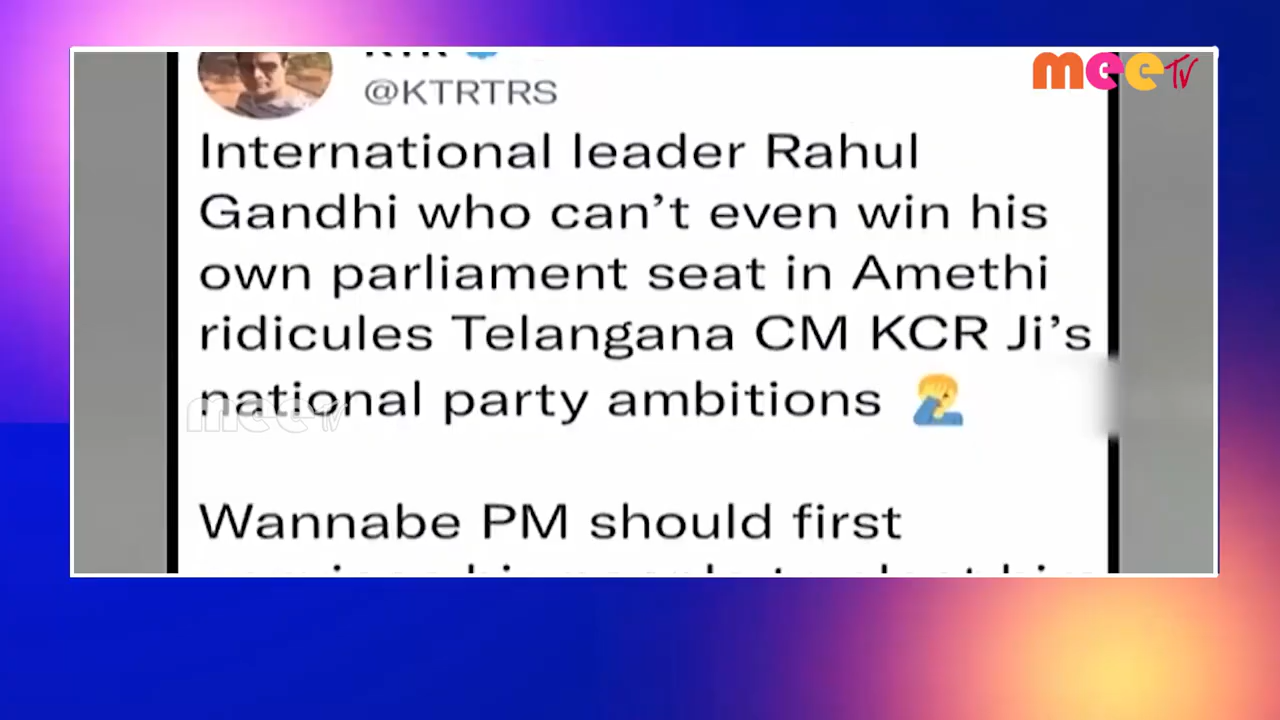 meeTV
@KTRTRS
International leader Rahul
Gandhi who can't even win his
own parliament seat in Amethi
ridicules Telangana CM KCR Ji's
national party ambitions 🤦‍♂️
meeTV
Wannabe PM should first